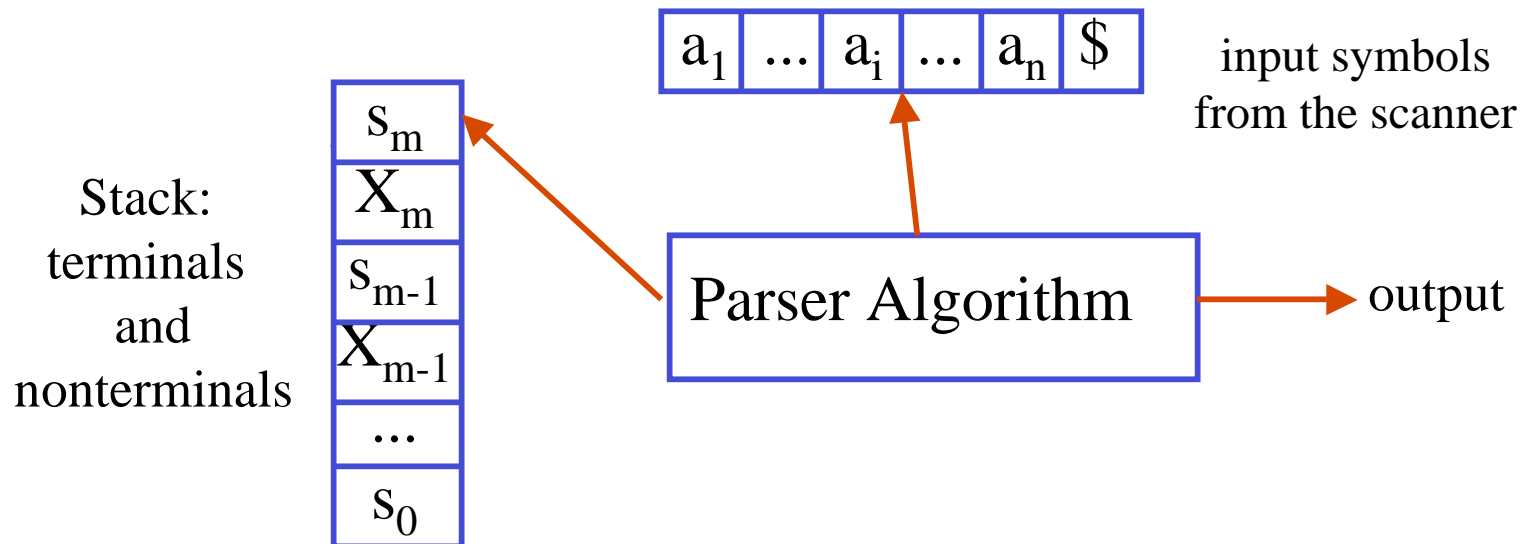 a₁ ... aᵢ ... aₙ $
input symbols
from the scanner
Stack:
terminals
and
nonterminals
sₘ
Xₘ
sₘ₋₁
Xₘ₋₁
...
s₀
Parser Algorithm
output